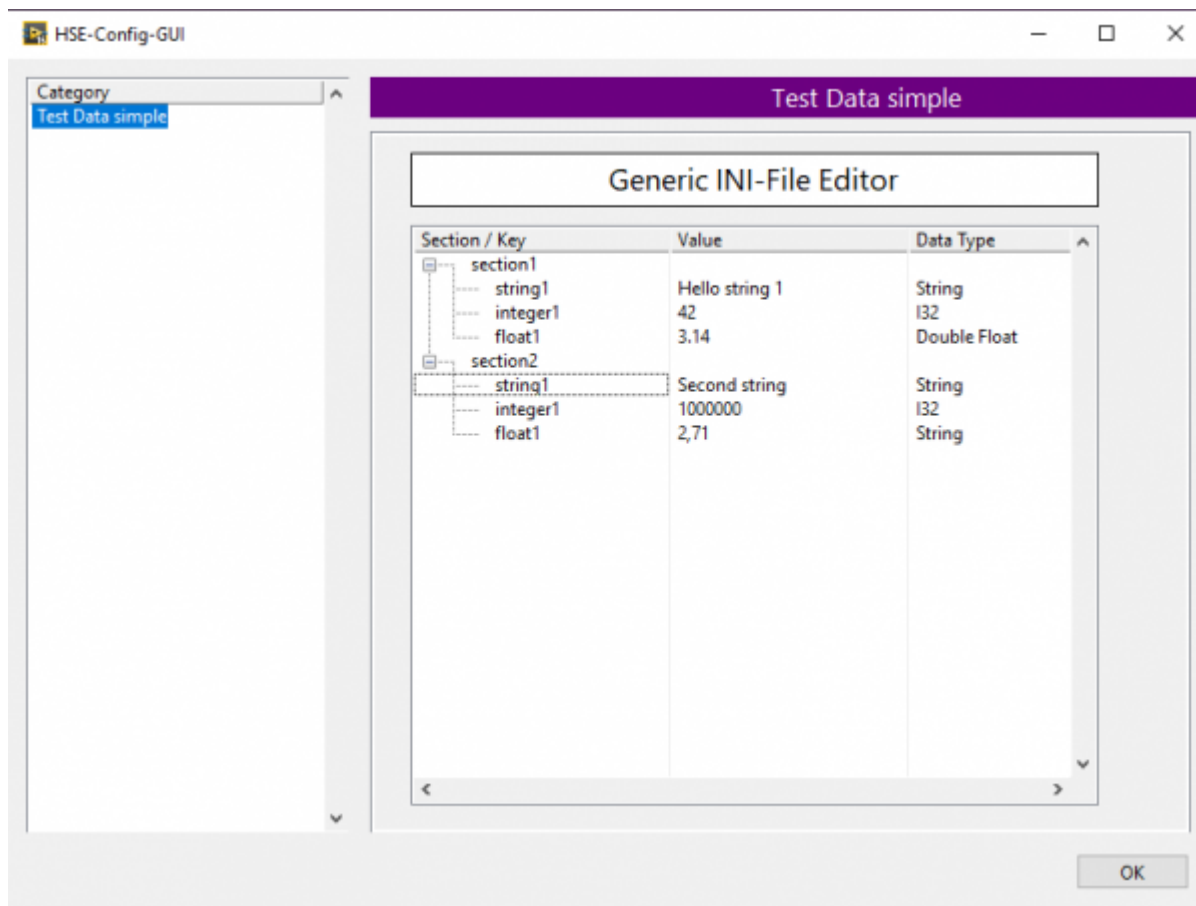 HSE-Config-GUI
Category
Test Data simple
Test Data simple
Generic INI-File Editor
Section / Key Value Data Type
section1
string1 Hello string 1 String
integer1 42 I32
float1 3.14 Double Float
section2
string1 Second string String
integer1 1000000 I32
float1 2,71 String
OK